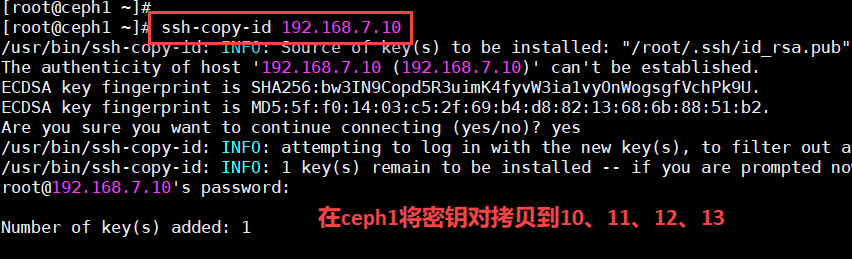 [root@ceph1 ~]#
[root@ceph1 ~]# ssh-copy-id 192.168.7.10
/usr/bin/ssh-copy-id: INFO: Source of key(s) to be installed: "/root/.ssh/id_rsa.pub"
The authenticity of host '192.168.7.10 (192.168.7.10)' can't be established.
ECDSA key fingerprint is SHA256:bw3IN9Copd5R3uimK4fyvW3ia1vyOnWogsgfVchPk9U.
ECDSA key fingerprint is MD5:5f:f0:14:03:c5:2f:69:b4:d8:82:13:68:6b:88:51:b2.
Are you sure you want to continue connecting (yes/no)? yes
/usr/bin/ssh-copy-id: INFO: attempting to log in with the new key(s), to filter out a
/usr/bin/ssh-copy-id: INFO: 1 key(s) remain to be installed -- if you are prompted no
root@192.168.7.10's password:
Number of key(s) added: 1
在ceph1将密钥对拷贝到10、11、12、13